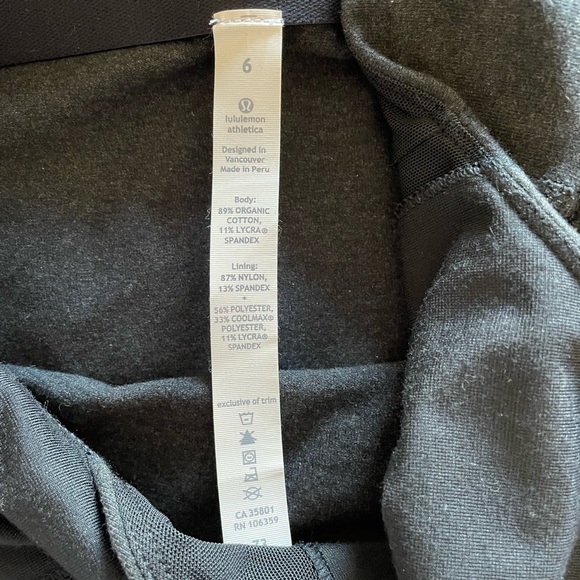 6
lululemon
athletica
Designed in
Vancouver
Made in Peru
Body:
89% ORGANIC
COTTON,
11% LYCRA®
SPANDEX
Lining:
87% NYLON,
13% SPANDEX
+
56% POLYESTER,
33% COOLMAX®
POLYESTER,
11% LYCRA®
SPANDEX
exclusive of trim
CA 35801
RN 106359